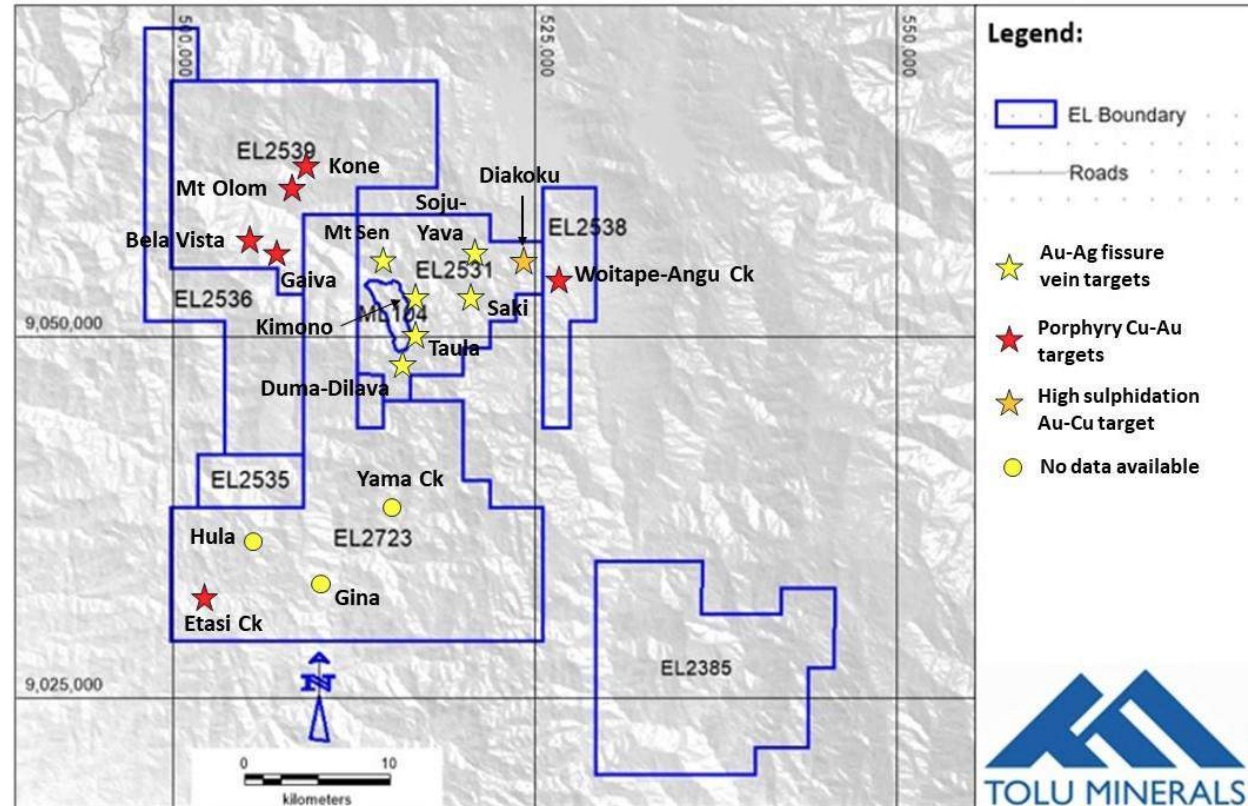 500,000
525,000
550,000
Legend:
EL Boundary
Roads
Au-Ag fissure
vein targets
Porphyry Cu-Au
targets
High sulphidation
Au-Cu target
No data available
EL2539
Kone
Mt Olom
Diakoku
Soju-
Yava
Mt Sen
EL2538
Bela Vista
Gaiva
EL2531
Woitape-Angu Ck
EL2536
Saki
Kimono
ML104
9,050,000
Taula
Duma-Dilava
EL2535
Yama Ck
Hula
EL2723
Gina
Etasi Ck
EL2385
N
9,025,000
0 10
kilometers
TOLU MINERALS